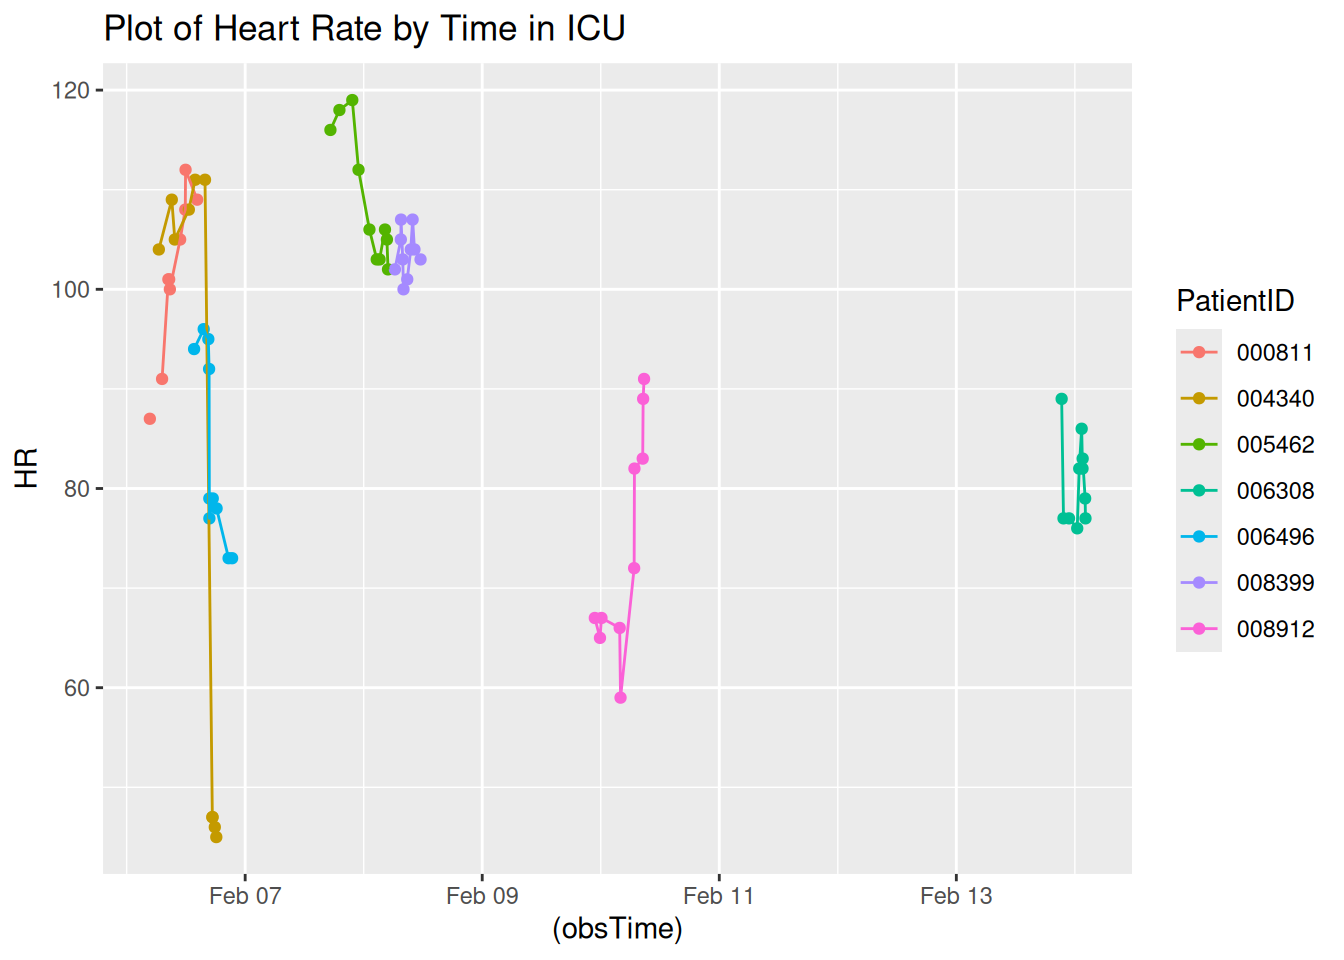 Plot of Heart Rate by Time in ICU
120
100
80
60
HR
Feb 07
Feb 09
Feb 11
Feb 13
(obsTime)
PatientID
000811
004340
005462
006308
006496
008399
008912